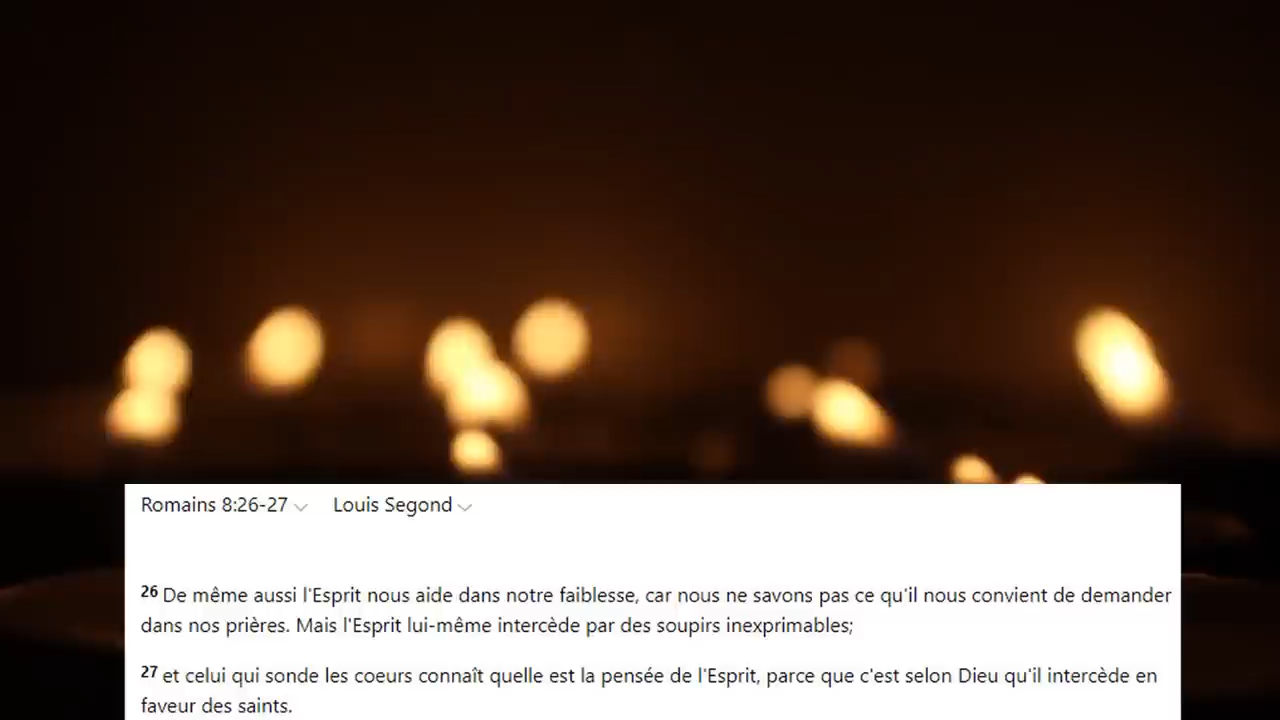 Romains 8:26-27 Louis Segond
26 De même aussi l'Esprit nous aide dans notre faiblesse, car nous ne savons pas ce qu'il nous convient de demander
dans nos prières. Mais l'Esprit lui-même intercède par des soupirs inexprimables;
27 et celui qui sonde les coeurs connaît quelle est la pensée de l'Esprit, parce que c'est selon Dieu qu'il intercède en
faveur des saints.